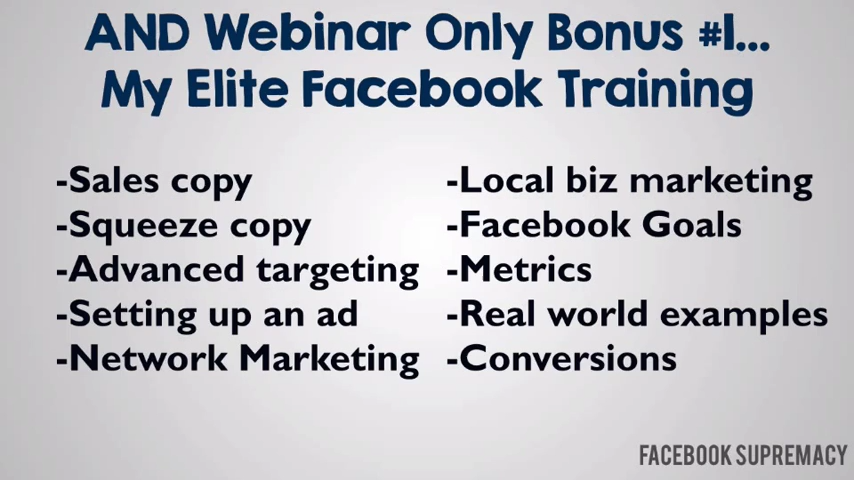 AND Webinar Only Bonus #1...
My Elite Facebook Training
-Sales copy
-Squeeze copy
-Advanced targeting
-Setting up an ad
-Network Marketing
-Local biz marketing
-Facebook Goals
-Metrics
-Real world examples
-Conversions
FACEBOOK SUPREMACY